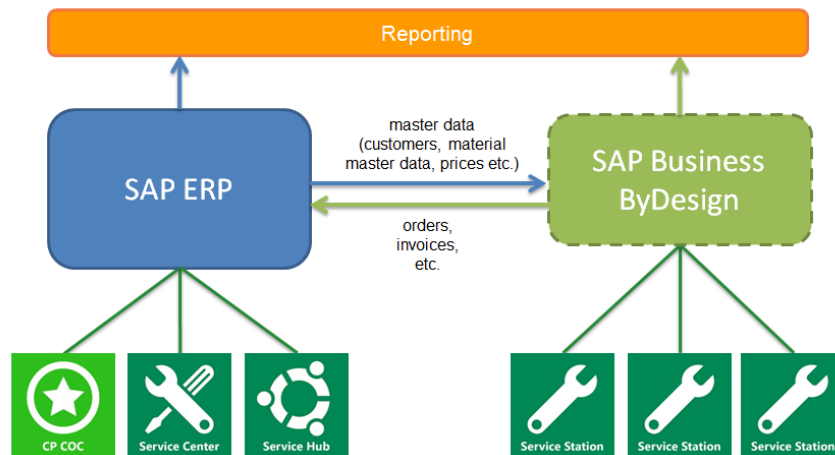 Reporting
master data
(customers, material
master data, prices etc.)
SAP ERP
SAP Business
ByDesign
orders,
invoices,
etc.
CP COC
Service Center
Service Hub
Service Station
Service Station
Service Station